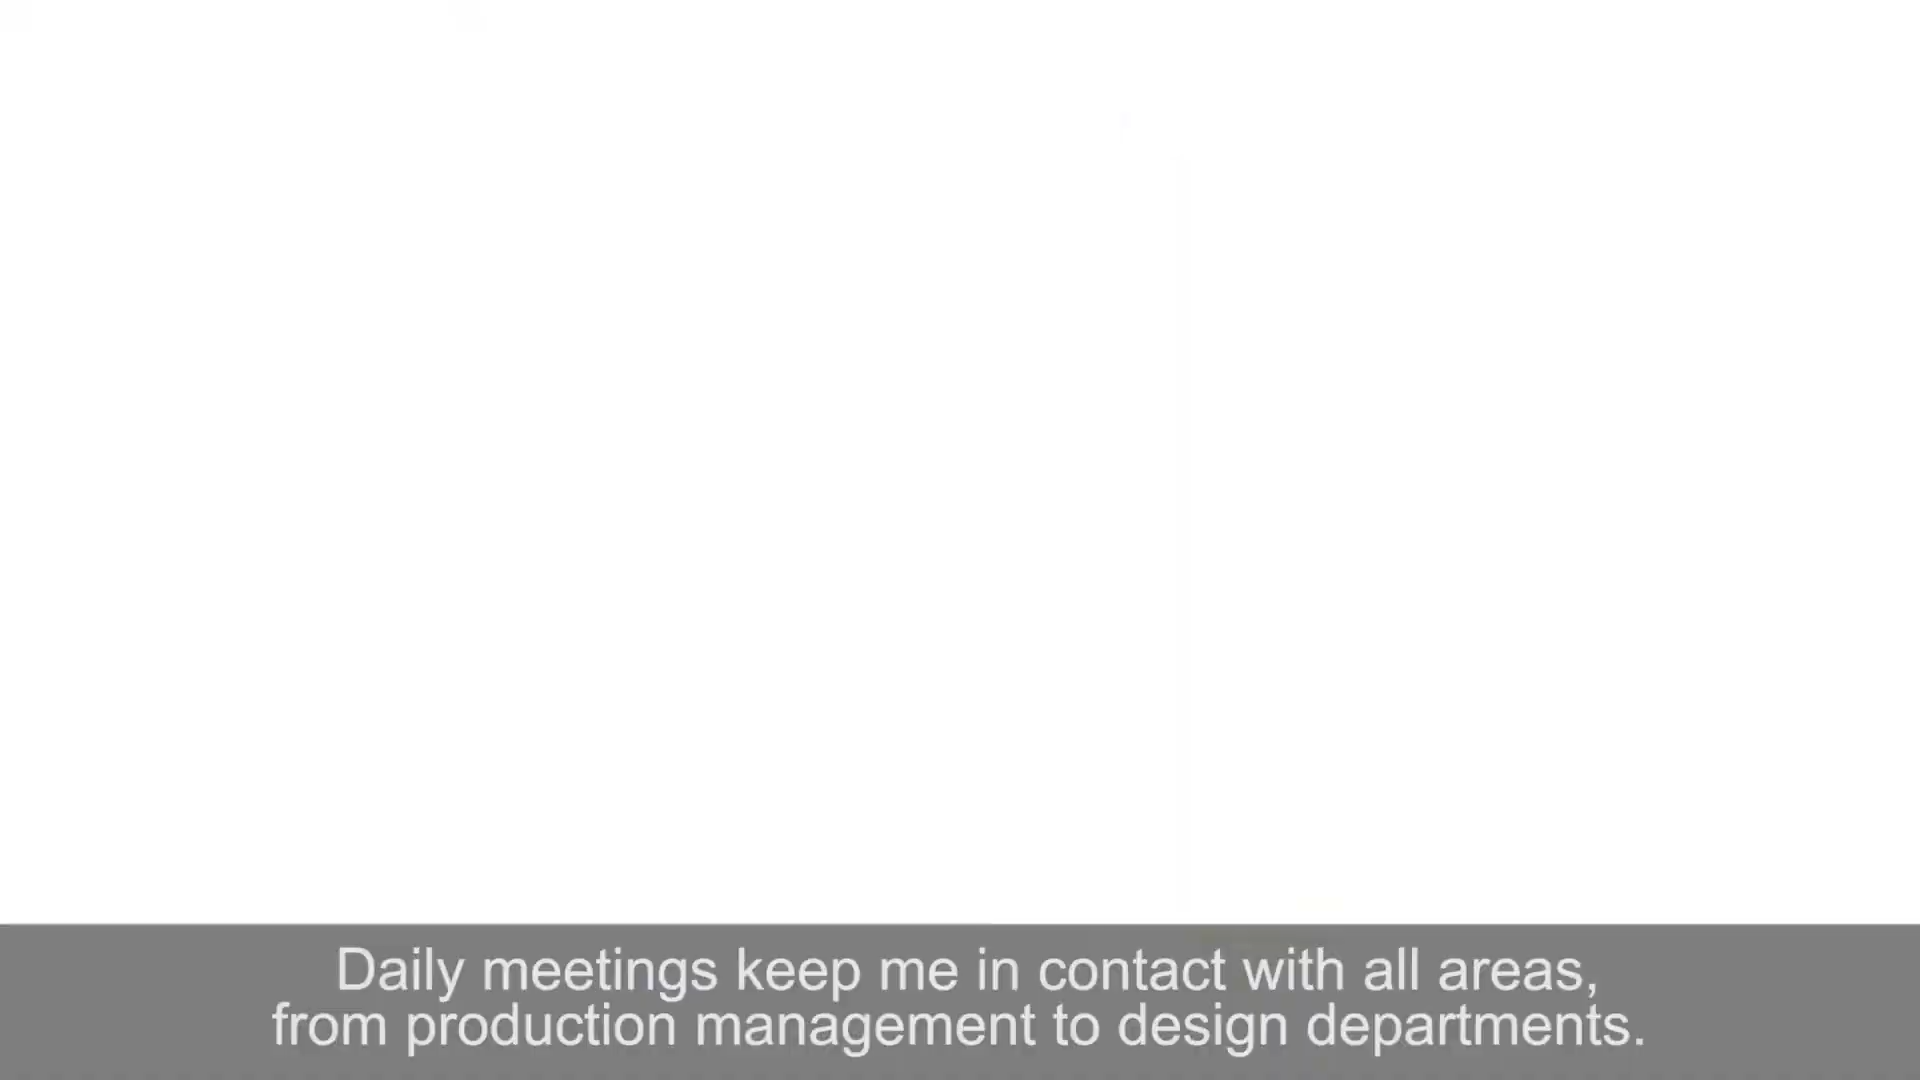 Daily meetings keep me in contact with all areas,
from production management to design departments.